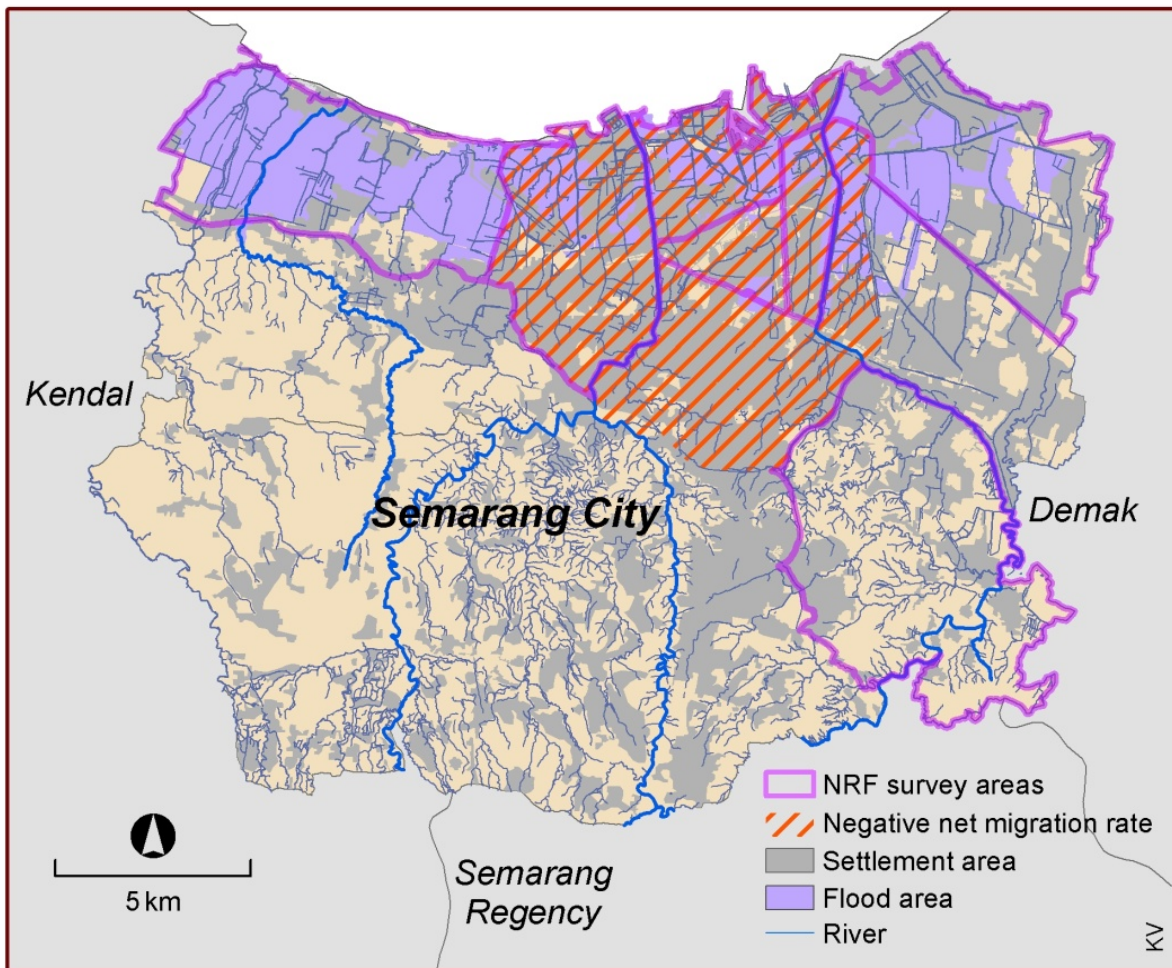 Kendal
Semarang City
Demak
5 km
Semarang
Regency
NRF survey areas
Negative net migration rate
Settlement area
Flood area
River
KV